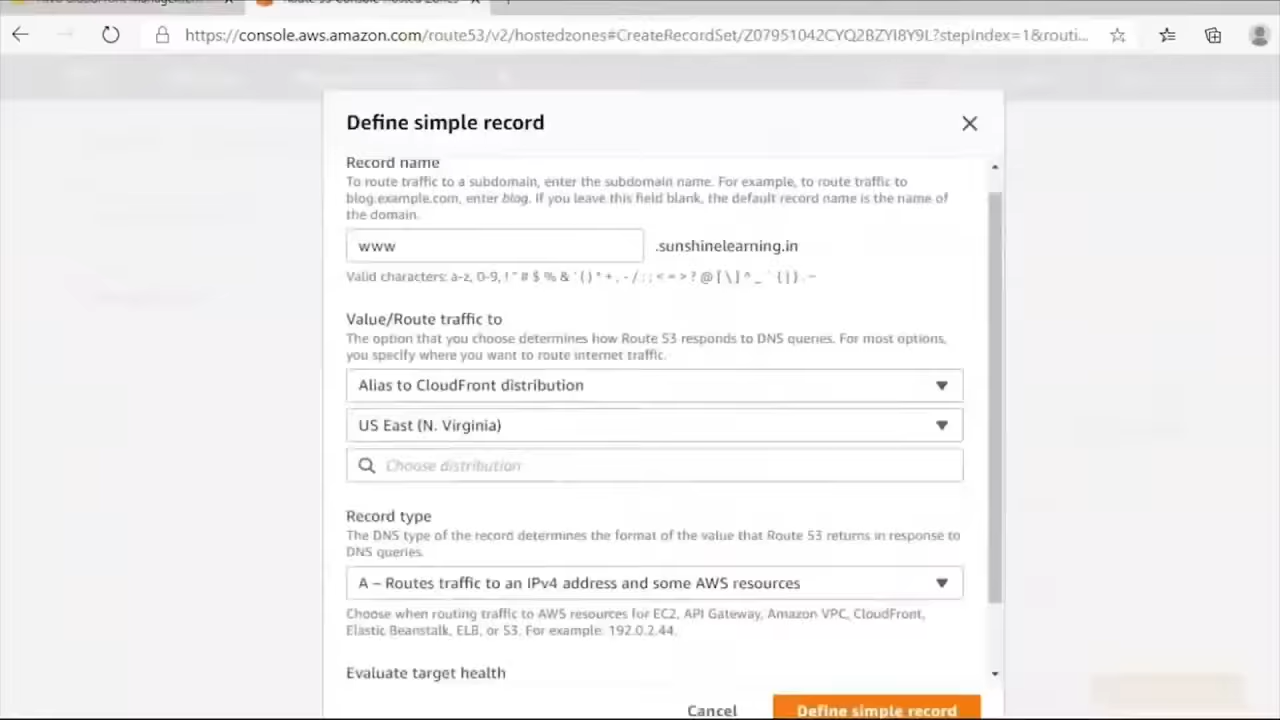 https://console.aws.amazon.com/route53/v2/hostedzones#CreateRecordSet/Z07951042CYQ2BZYI8Y9L?stepIndex=1&routi...
Define simple record
Record name
To route traffic to a subdomain, enter the subdomain name. For example, to route traffic to
blog.example.com, enter blog. If you leave this field blank, the default record name is the name of
the domain.
www .sunshinelearning.in
Valid characters: a-z, 0-9, ! " # $ % & ' ( ) * + , - / : ; < = > ? @ [ \ ] ^ _ ` { | } . ~
Value/Route traffic to
The option that you choose determines how Route 53 responds to DNS queries. For most options,
you specify where you want to route internet traffic.
Alias to CloudFront distribution
US East (N. Virginia)
Choose distribution
Record type
The DNS type of the record determines the format of the value that Route 53 returns in response to
DNS queries.
A – Routes traffic to an IPv4 address and some AWS resources
Choose when routing traffic to AWS resources for EC2, API Gateway, Amazon VPC, CloudFront,
Elastic Beanstalk, ELB, or S3. For example: 192.0.2.44.
Evaluate target health
Cancel Define simple record